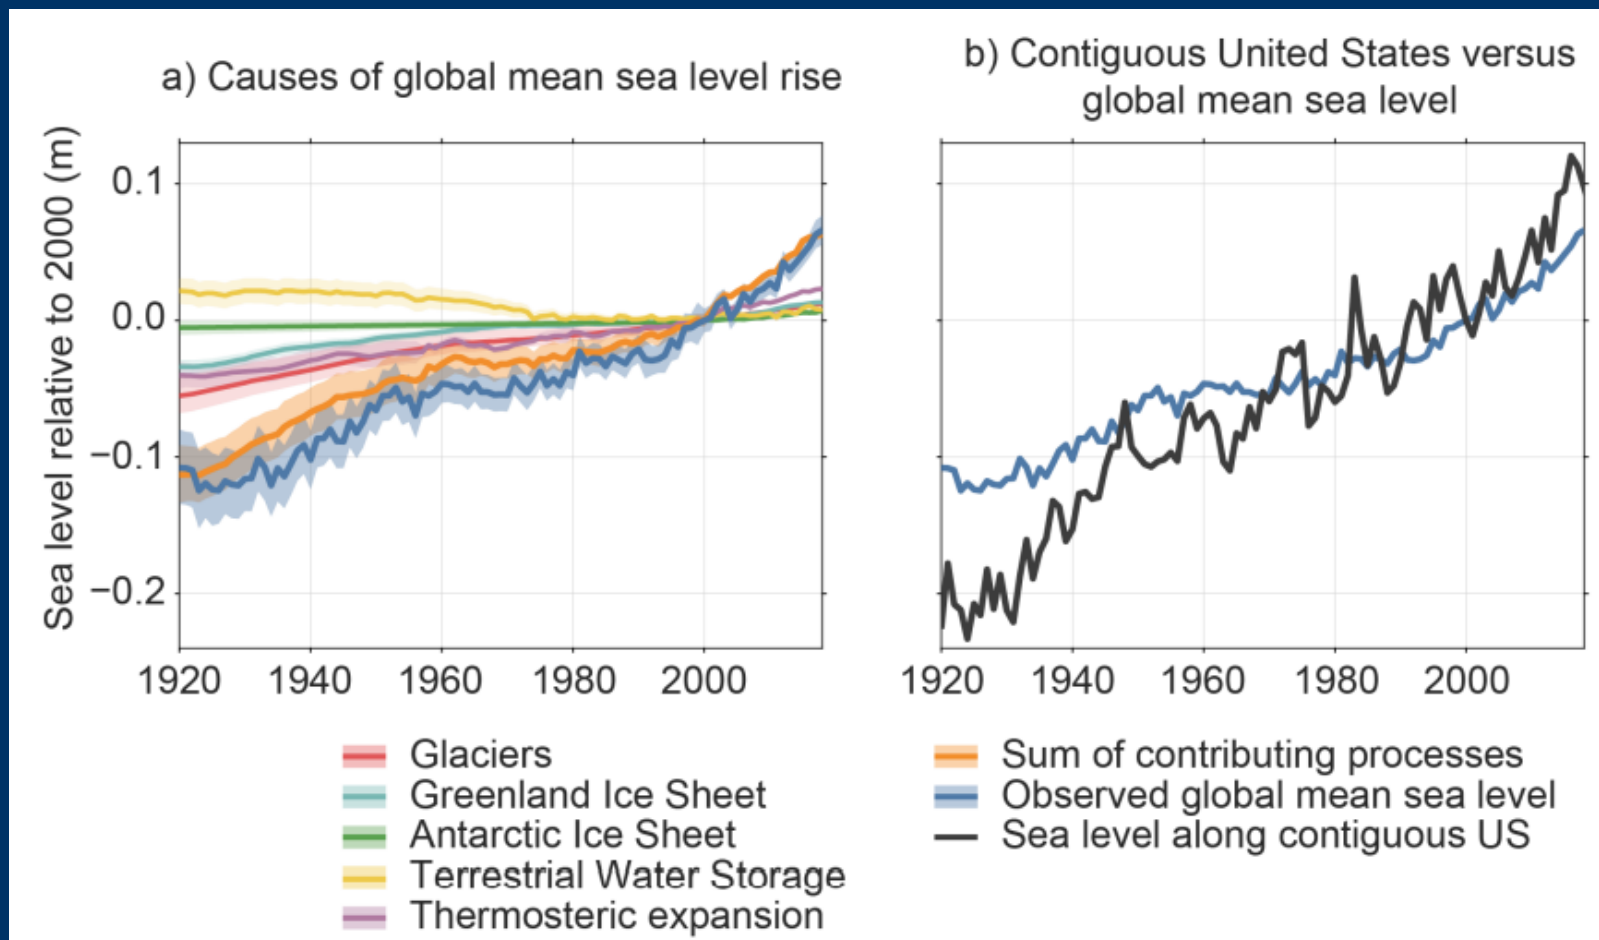 a) Causes of global mean sea level rise
b) Contiguous United States versus
global mean sea level
Sea level relative to 2000 (m)
0.1
0.0
−0.1
−0.2
1920 1940 1960 1980 2000
1920 1940 1960 1980 2000
Glaciers
Greenland Ice Sheet
Antarctic Ice Sheet
Terrestrial Water Storage
Thermosteric expansion
Sum of contributing processes
Observed global mean sea level
Sea level along contiguous US